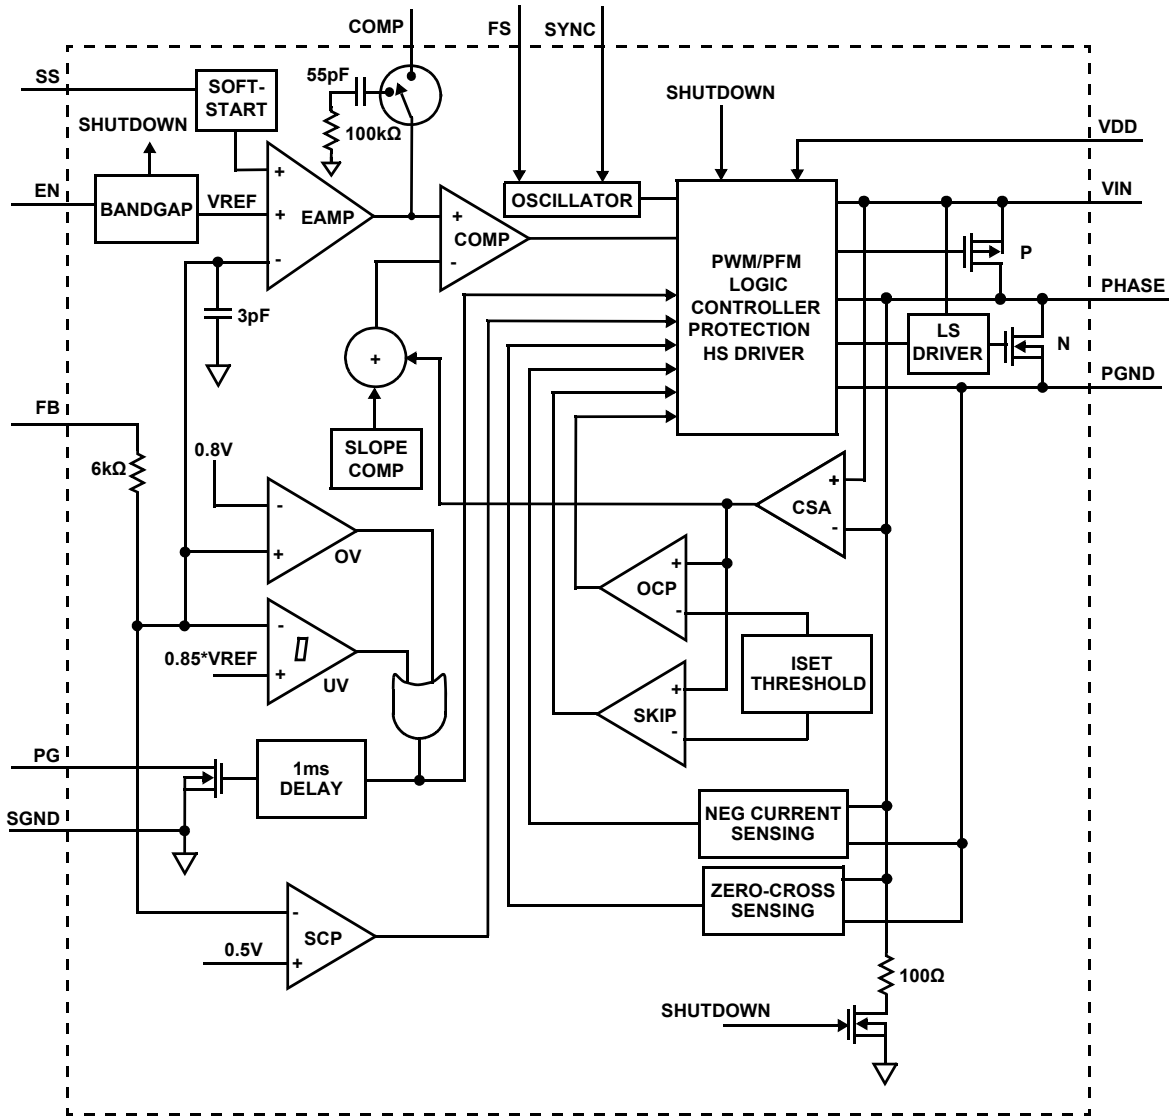 COMP
FS
SYNC
SS
SOFT-
START
55pF
100kΩ
SHUTDOWN
SHUTDOWN
VDD
EN
BANDGAP
VREF
+
+
-
EAMP
+
-
COMP
OSCILLATOR
VIN
PWM/PFM
LOGIC
CONTROLLER
PROTECTION
HS DRIVER
P
PHASE
3pF
LS
DRIVER
N
+
PGND
FB
SLOPE
COMP
6kΩ
0.8V
-
+
OV
+
-
CSA
+
-
OCP
-
+
UV
0.85*VREF
ISET
THRESHOLD
+
-
SKIP
PG
1ms
DELAY
SGND
NEG CURRENT
SENSING
ZERO-CROSS
SENSING
-
+
SCP
0.5V
100Ω
SHUTDOWN